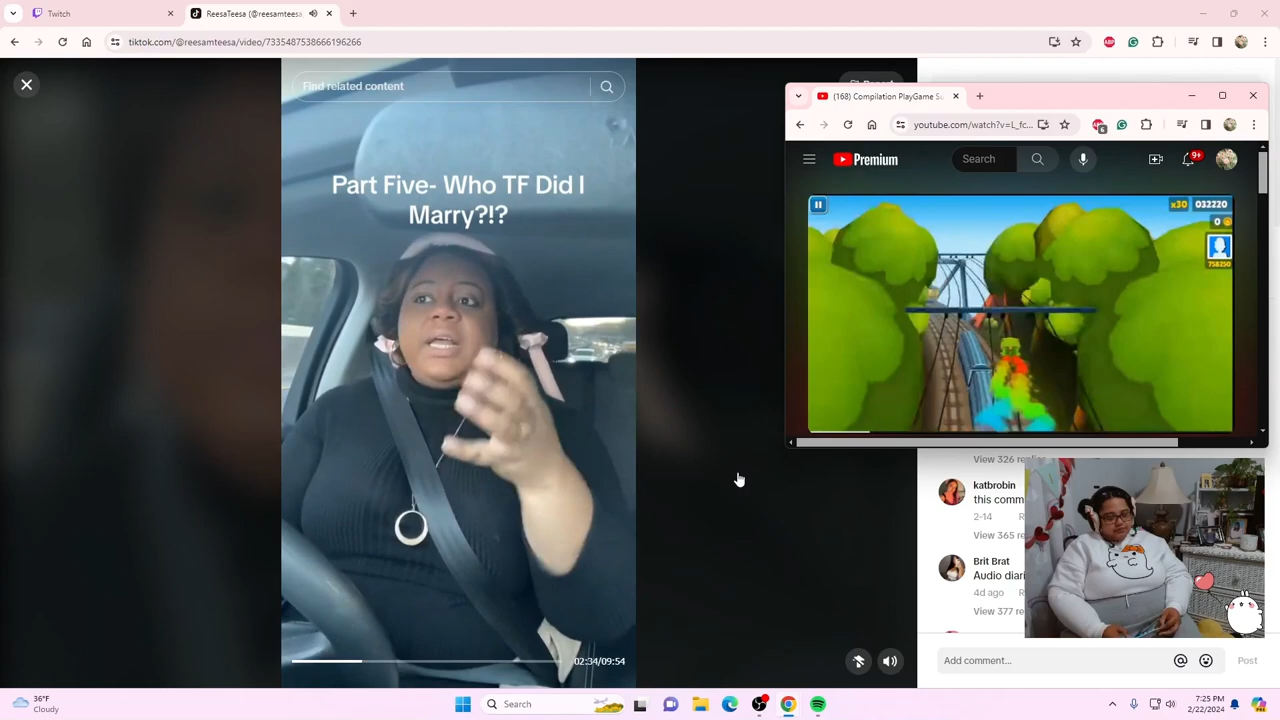 Twitch
ReesaTeesa (@reesamteesa
tiktok.com/@reesamteesa/video/7335487538666196266
Find related content
Part Five- Who TF Did I
Marry?!?
02:34/09:54
(168) Compilation PlayGame Su
youtube.com/watch?v=L_fc...
6
Premium
Search
9+
x30 032220
0
758250
View 326 replies
katbrobin
this comm
2-14
View 365 re
Brit Brat
Audio diari
4d ago
View 377 r
Add comment...
Post
36°F
Cloudy
Search
7:25 PM
2/22/2024